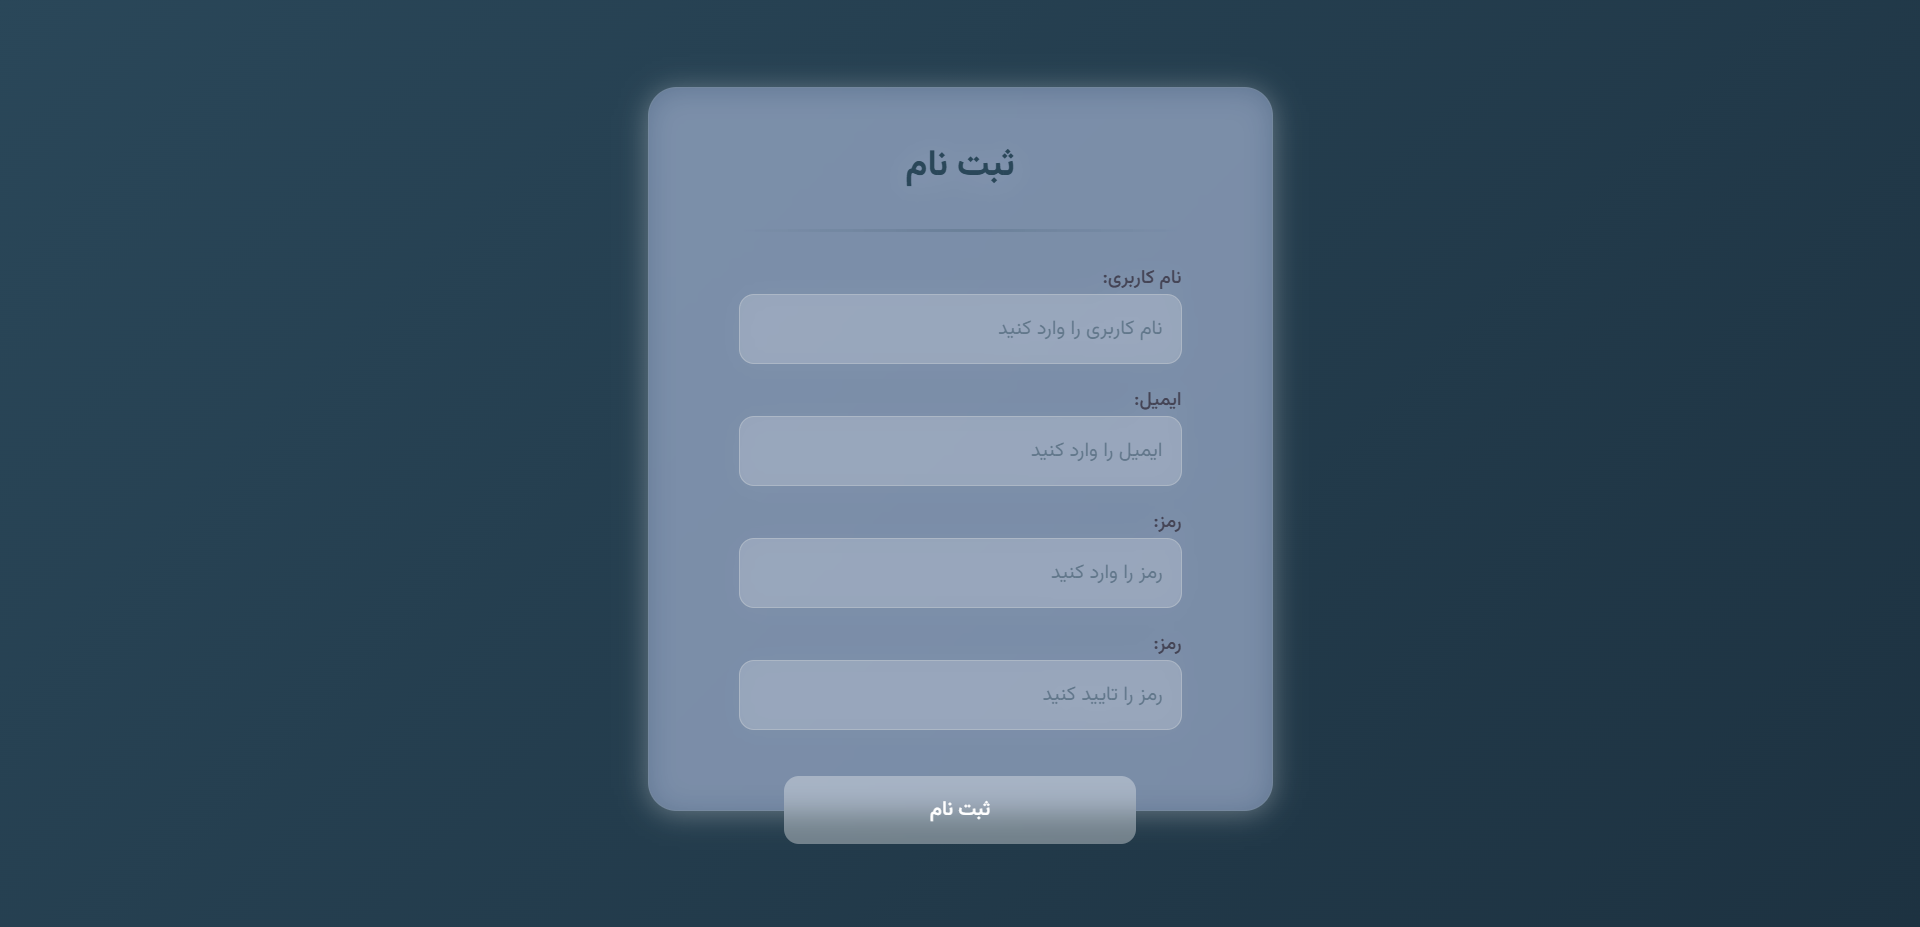 ثبت نام
نام کاربری:
نام کاربری را وارد کنید
ایمیل:
ایمیل را وارد کنید
رمز:
رمز را وارد کنید
رمز:
رمز را تایید کنید
ثبت نام